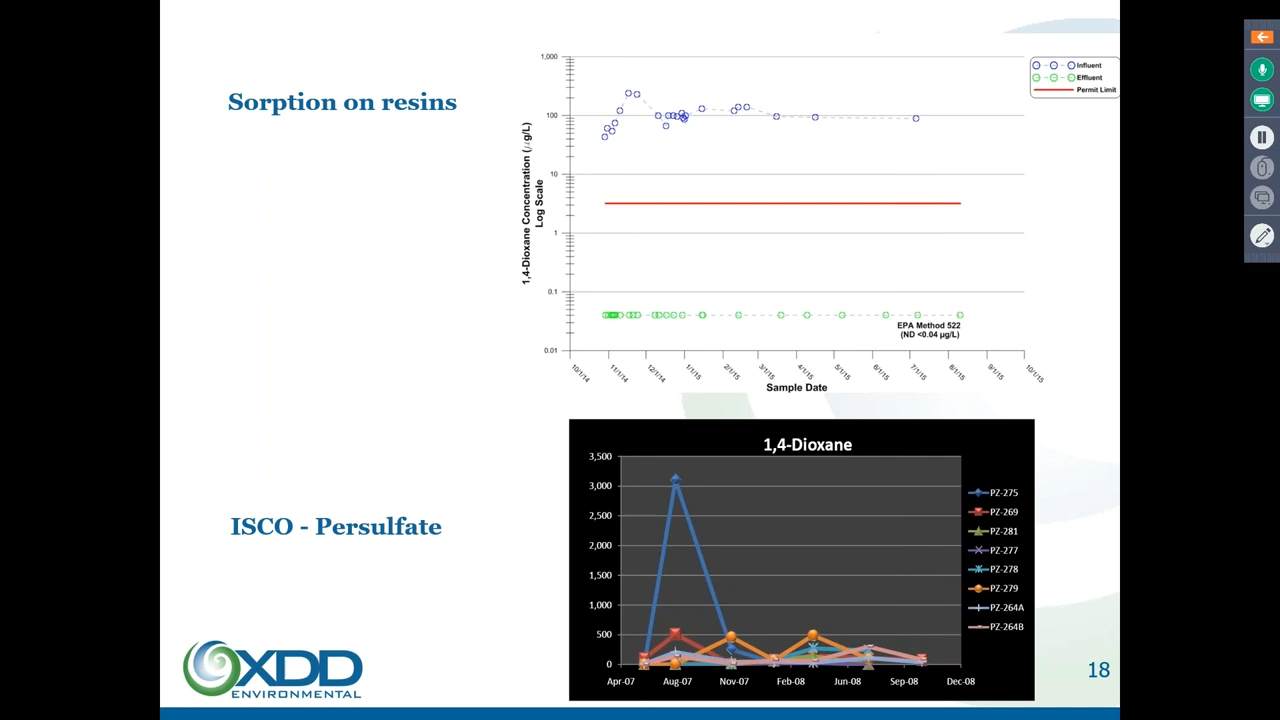 Sorption on resins
1,4-Dioxane Concentration (µg/L)
Log Scale
1,000
100
10
1
0.1
0.01
Influent
Effluent
Permit Limit
EPA Method 522
(ND <0.04 µg/L)
10/1/14
11/1/14
12/1/14
1/1/15
2/1/15
3/1/15
4/1/15
5/1/15
6/1/15
7/1/15
8/1/15
9/1/15
10/1/15
Sample Date
ISCO - Persulfate
1,4-Dioxane
3,500
3,000
2,500
2,000
1,500
1,000
500
0
Apr-07
Aug-07
Nov-07
Feb-08
Jun-08
Sep-08
Dec-08
PZ-275
PZ-269
PZ-281
PZ-277
PZ-278
PZ-279
PZ-264A
PZ-264B
XDD
ENVIRONMENTAL
18